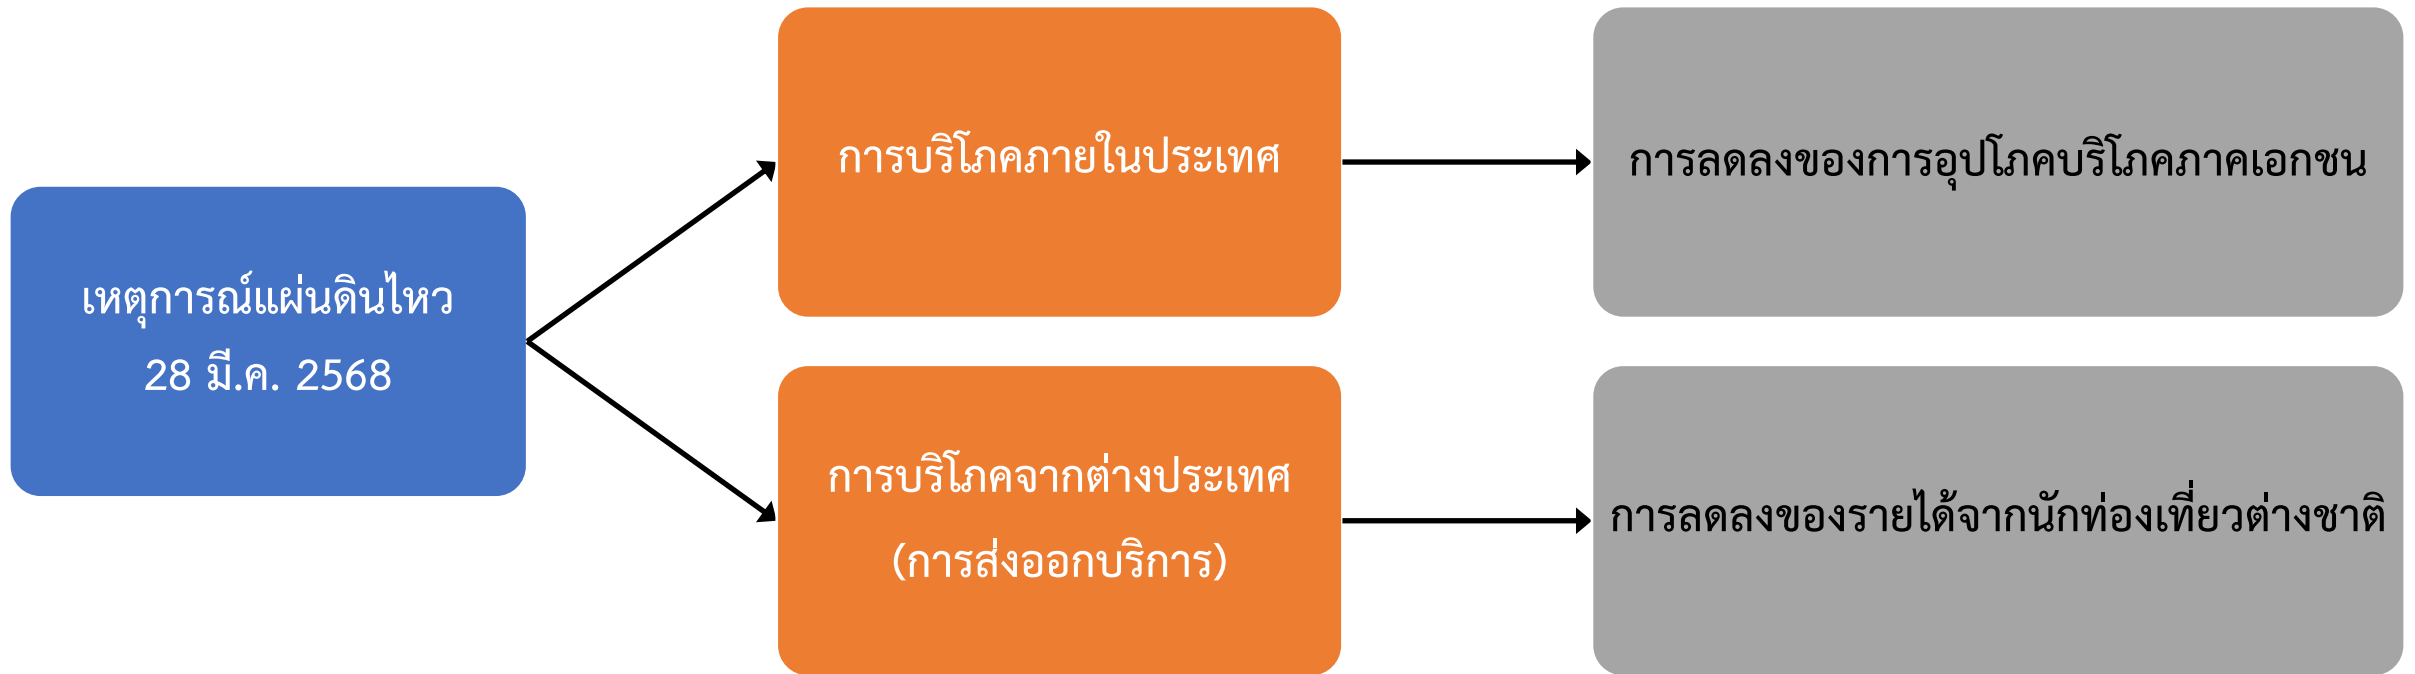 เหตุการณ์แผ่นดินไหว
28 มี.ค. 2568
การบริโภคภายในประเทศ
การลดลงของการอุปโภคบริโภคภาคเอกชน
การบริโภคจากต่างประเทศ
(การส่งออกบริการ)
การลดลงของรายได้จากนักท่องเที่ยวต่างชาติ